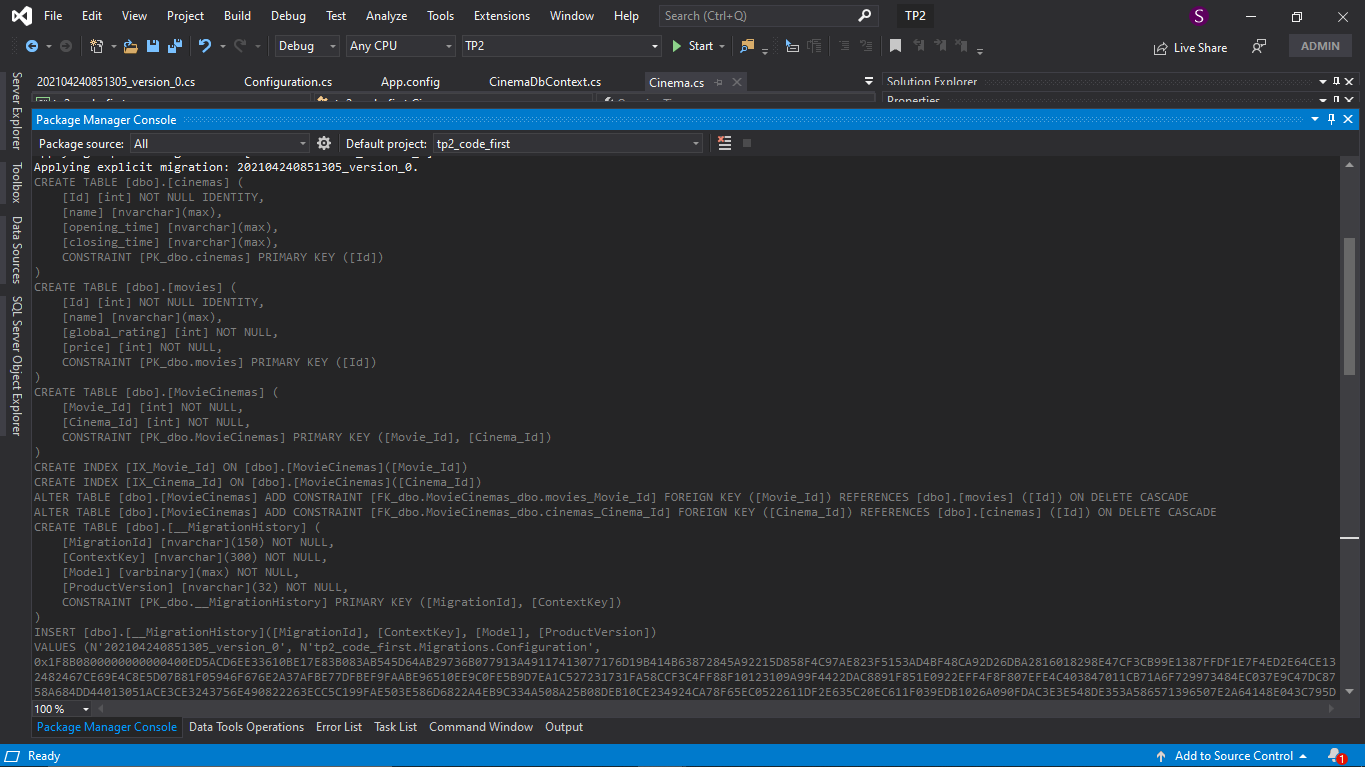 File Edit View Project Build Debug Test Analyze Tools Extensions Window Help Search (Ctrl+Q) TP2 S
Debug Any CPU TP2 Start Live Share ADMIN
202104240851305_version_0.cs Configuration.cs App.config CinemaDbContext.cs Cinema.cs Solution Explorer
Properties
Server Explorer
Toolbox
Data Sources
SQL Server Object Explorer
Package Manager Console
Package source: All Default project: tp2_code_first
Applying explicit migration: 202104240851305_version_0.
CREATE TABLE [dbo].[cinemas] (
[Id] [int] NOT NULL IDENTITY,
[name] [nvarchar](max),
[opening_time] [nvarchar](max),
[closing_time] [nvarchar](max),
CONSTRAINT [PK_dbo.cinemas] PRIMARY KEY ([Id])
)
CREATE TABLE [dbo].[movies] (
[Id] [int] NOT NULL IDENTITY,
[name] [nvarchar](max),
[global_rating] [int] NOT NULL,
[price] [int] NOT NULL,
CONSTRAINT [PK_dbo.movies] PRIMARY KEY ([Id])
)
CREATE TABLE [dbo].[MovieCinemas] (
[Movie_Id] [int] NOT NULL,
[Cinema_Id] [int] NOT NULL,
CONSTRAINT [PK_dbo.MovieCinemas] PRIMARY KEY ([Movie_Id], [Cinema_Id])
)
CREATE INDEX [IX_Movie_Id] ON [dbo].[MovieCinemas]([Movie_Id])
CREATE INDEX [IX_Cinema_Id] ON [dbo].[MovieCinemas]([Cinema_Id])
ALTER TABLE [dbo].[MovieCinemas] ADD CONSTRAINT [FK_dbo.MovieCinemas_dbo.movies_Movie_Id] FOREIGN KEY ([Movie_Id]) REFERENCES [dbo].[movies] ([Id]) ON DELETE CASCADE
ALTER TABLE [dbo].[MovieCinemas] ADD CONSTRAINT [FK_dbo.MovieCinemas_dbo.cinemas_Cinema_Id] FOREIGN KEY ([Cinema_Id]) REFERENCES [dbo].[cinemas] ([Id]) ON DELETE CASCADE
CREATE TABLE [dbo].[__MigrationHistory] (
[MigrationId] [nvarchar](150) NOT NULL,
[ContextKey] [nvarchar](300) NOT NULL,
[Model] [varbinary](max) NOT NULL,
[ProductVersion] [nvarchar](32) NOT NULL,
CONSTRAINT [PK_dbo.__MigrationHistory] PRIMARY KEY ([MigrationId], [ContextKey])
)
INSERT [dbo].[__MigrationHistory]([MigrationId], [ContextKey], [Model], [ProductVersion])
VALUES (N'202104240851305_version_0', N'tp2_code_first.Migrations.Configuration',
100 %
Package Manager Console Data Tools Operations Error List Task List Command Window Output
Ready Add to Source Control 1